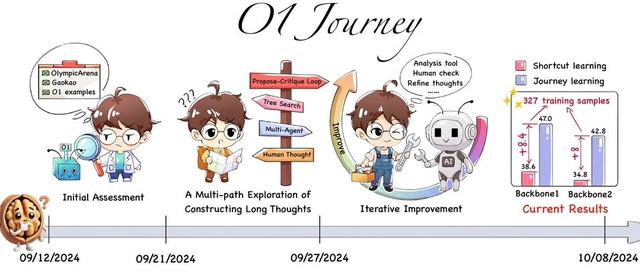 O1 Journey
OlympicArena
Gaokao
O1 examples
O1
Initial Assessment
???
Propose-Critique Loop
Tree Search
Multi-Agent
Human Thought
A Multi-path Exploration of
Constructing Long Thoughts
Improve
Analysis tool
Human check
Refine thoughts
......
AI
Iterative Improvement
Shortcut learning
Journey learning
327 training samples
47.0
+8.4
38.6
Backbone1
42.8
+8
34.8
Backbone2
Current Results
?
09/12/2024
09/21/2024
09/27/2024
10/08/2024